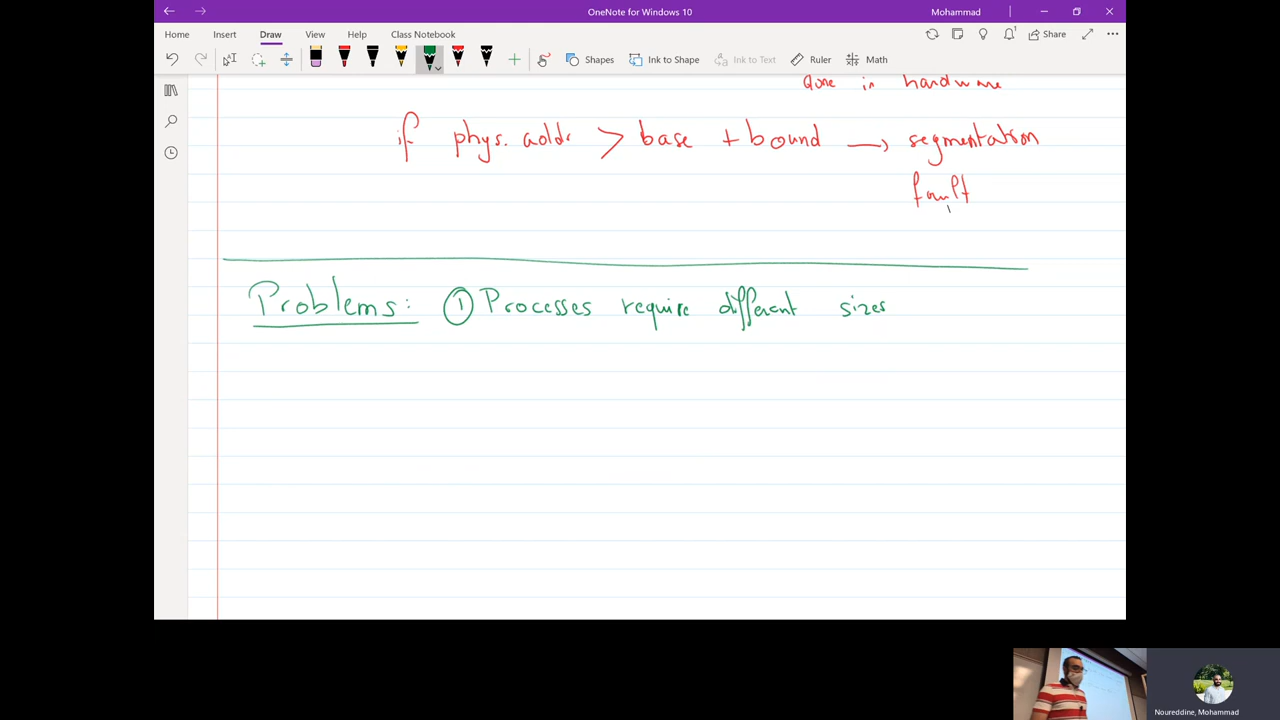 OneNote for Windows 10
Mohammad
Home Insert Draw View Help Class Notebook
Share
Shapes Ink to Shape Ink to Text Ruler Math
done in hardware
if phys. addr > base + bound → segmentation
fault
Problems: ① Processes require different sizes
Noureddine, Mohammad